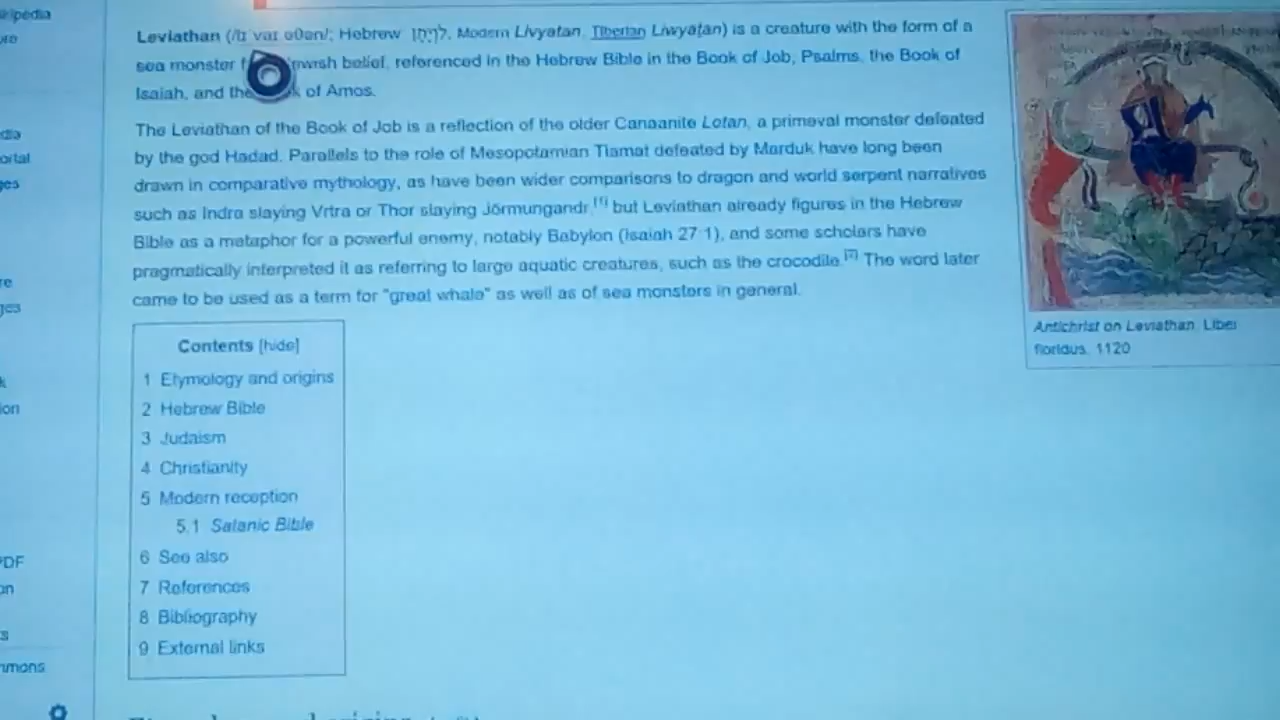 Leviathan (/lɪˈvaɪ.əθən/; Hebrew לִוְיָתָן, Modern Livyatan, Tiberian Liwyāṯān) is a creature with the form of a
sea monster wish belief, referenced in the Hebrew Bible in the Book of Job, Psalms, the Book of
Isaiah, and the k of Amos.
The Leviathan of the Book of Job is a reflection of the older Canaanite Lotan, a primeval monster defeated
by the god Hadad. Parallels to the role of Mesopotamian Tiamat defeated by Marduk have long been
drawn in comparative mythology, as have been wider comparisons to dragon and world serpent narratives
such as Indra slaying Vrtra or Thor slaying Jörmungandr,[1] but Leviathan already figures in the Hebrew
Bible as a metaphor for a powerful enemy, notably Babylon (Isaiah 27:1), and some scholars have
pragmatically interpreted it as referring to large aquatic creatures, such as the crocodile.[2] The word later
came to be used as a term for "great whale" as well as of sea monsters in general.
Antichrist on Leviathan, Liber
floridus, 1120
Contents [hide]
1 Etymology and origins
2 Hebrew Bible
3 Judaism
4 Christianity
5 Modern reception
5.1 Satanic Bible
6 See also
7 References
8 Bibliography
9 External links